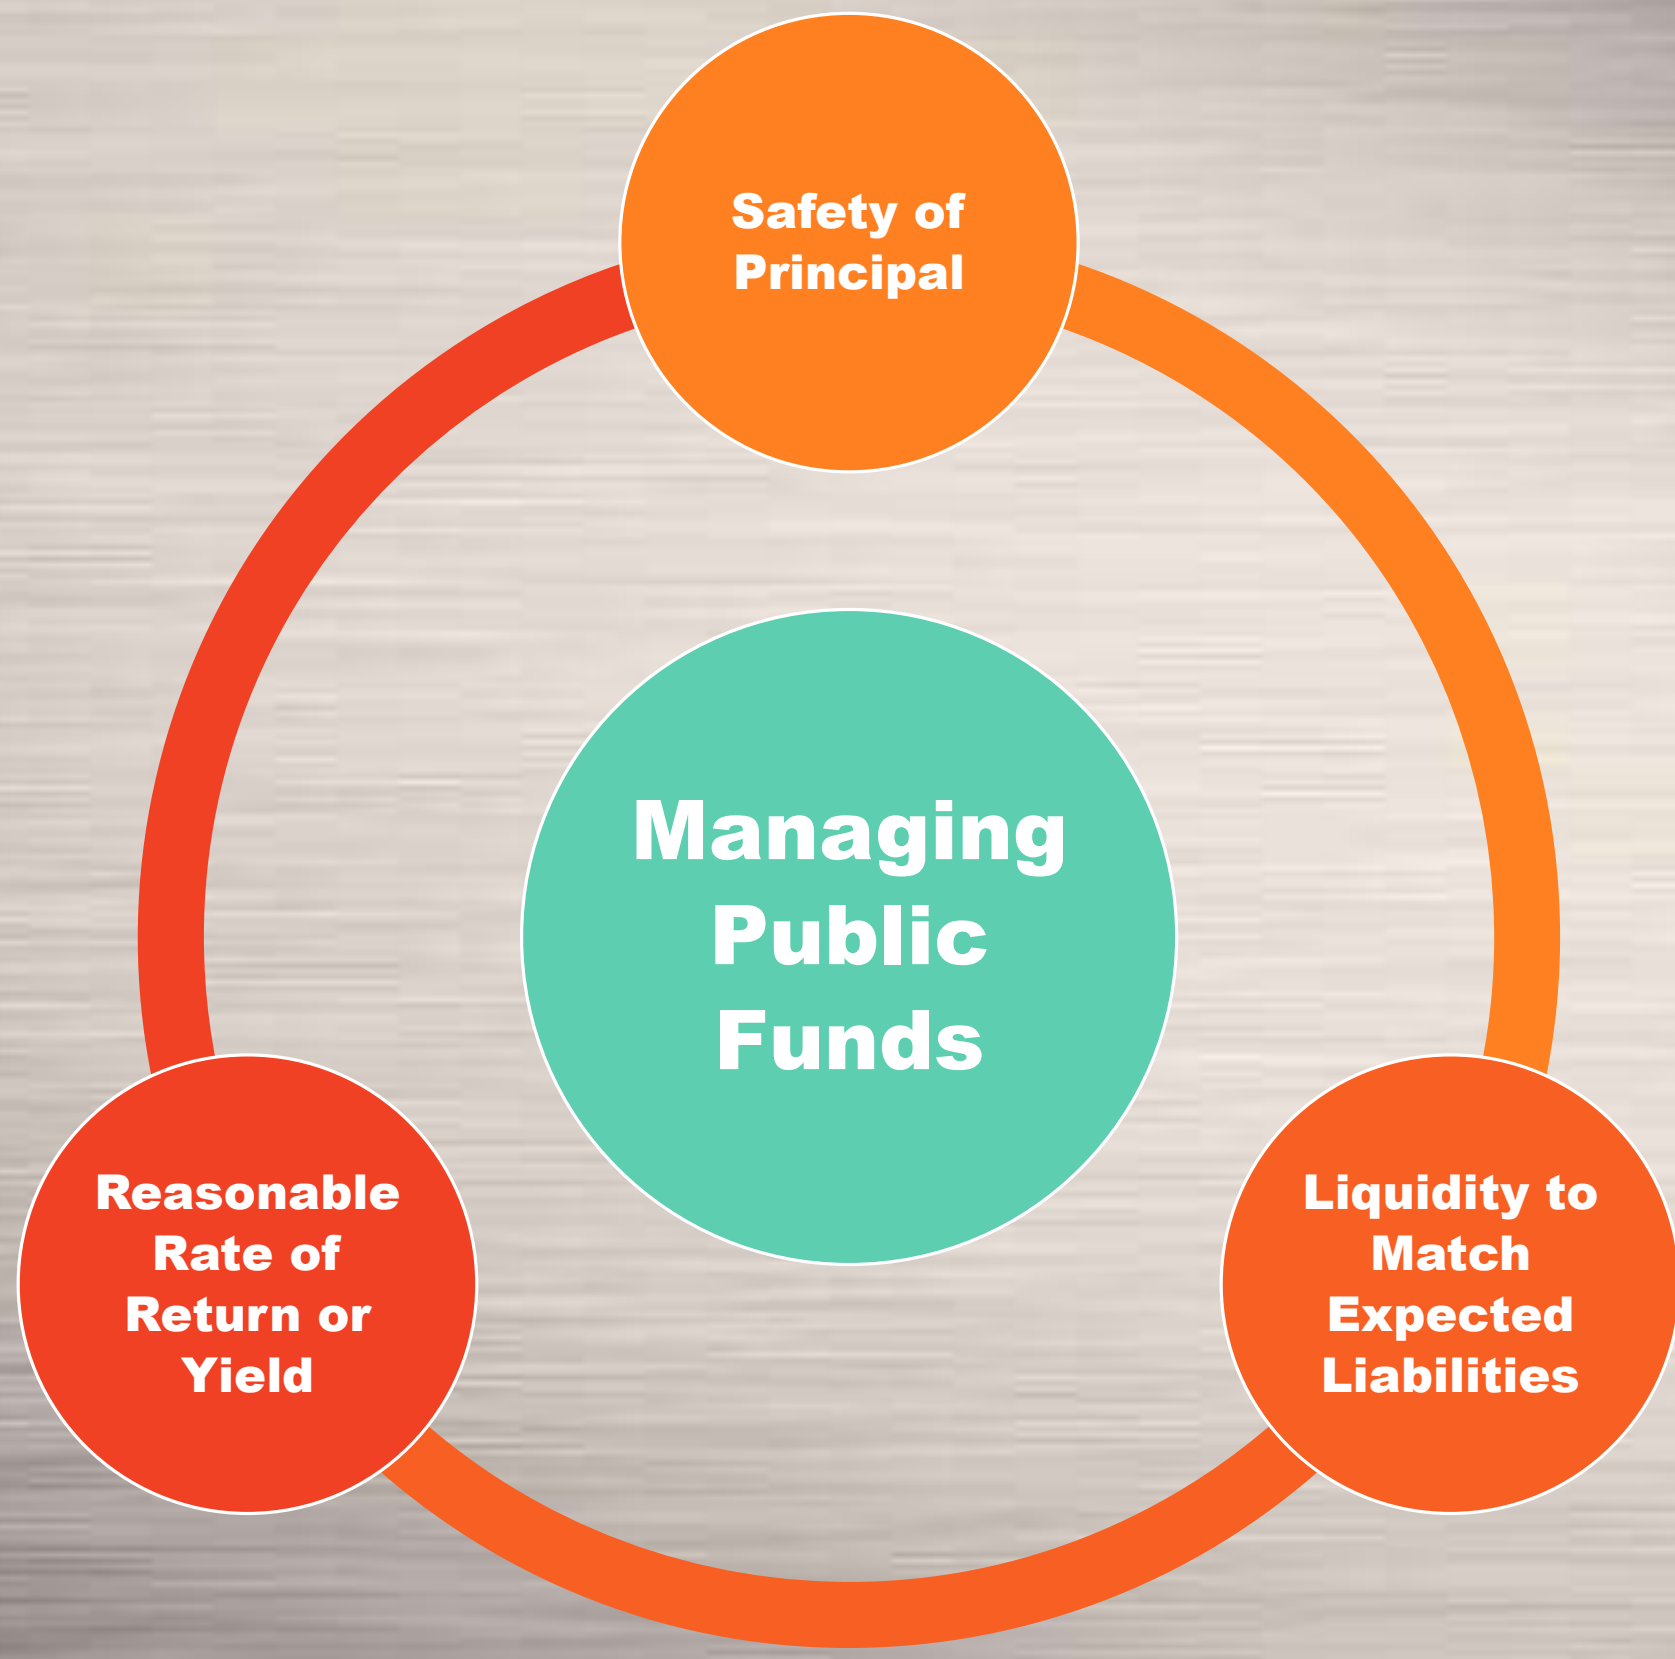 Safety of
Principal
Managing
Public
Funds
Reasonable
Rate of
Return or
Yield
Liquidity to
Match
Expected
Liabilities